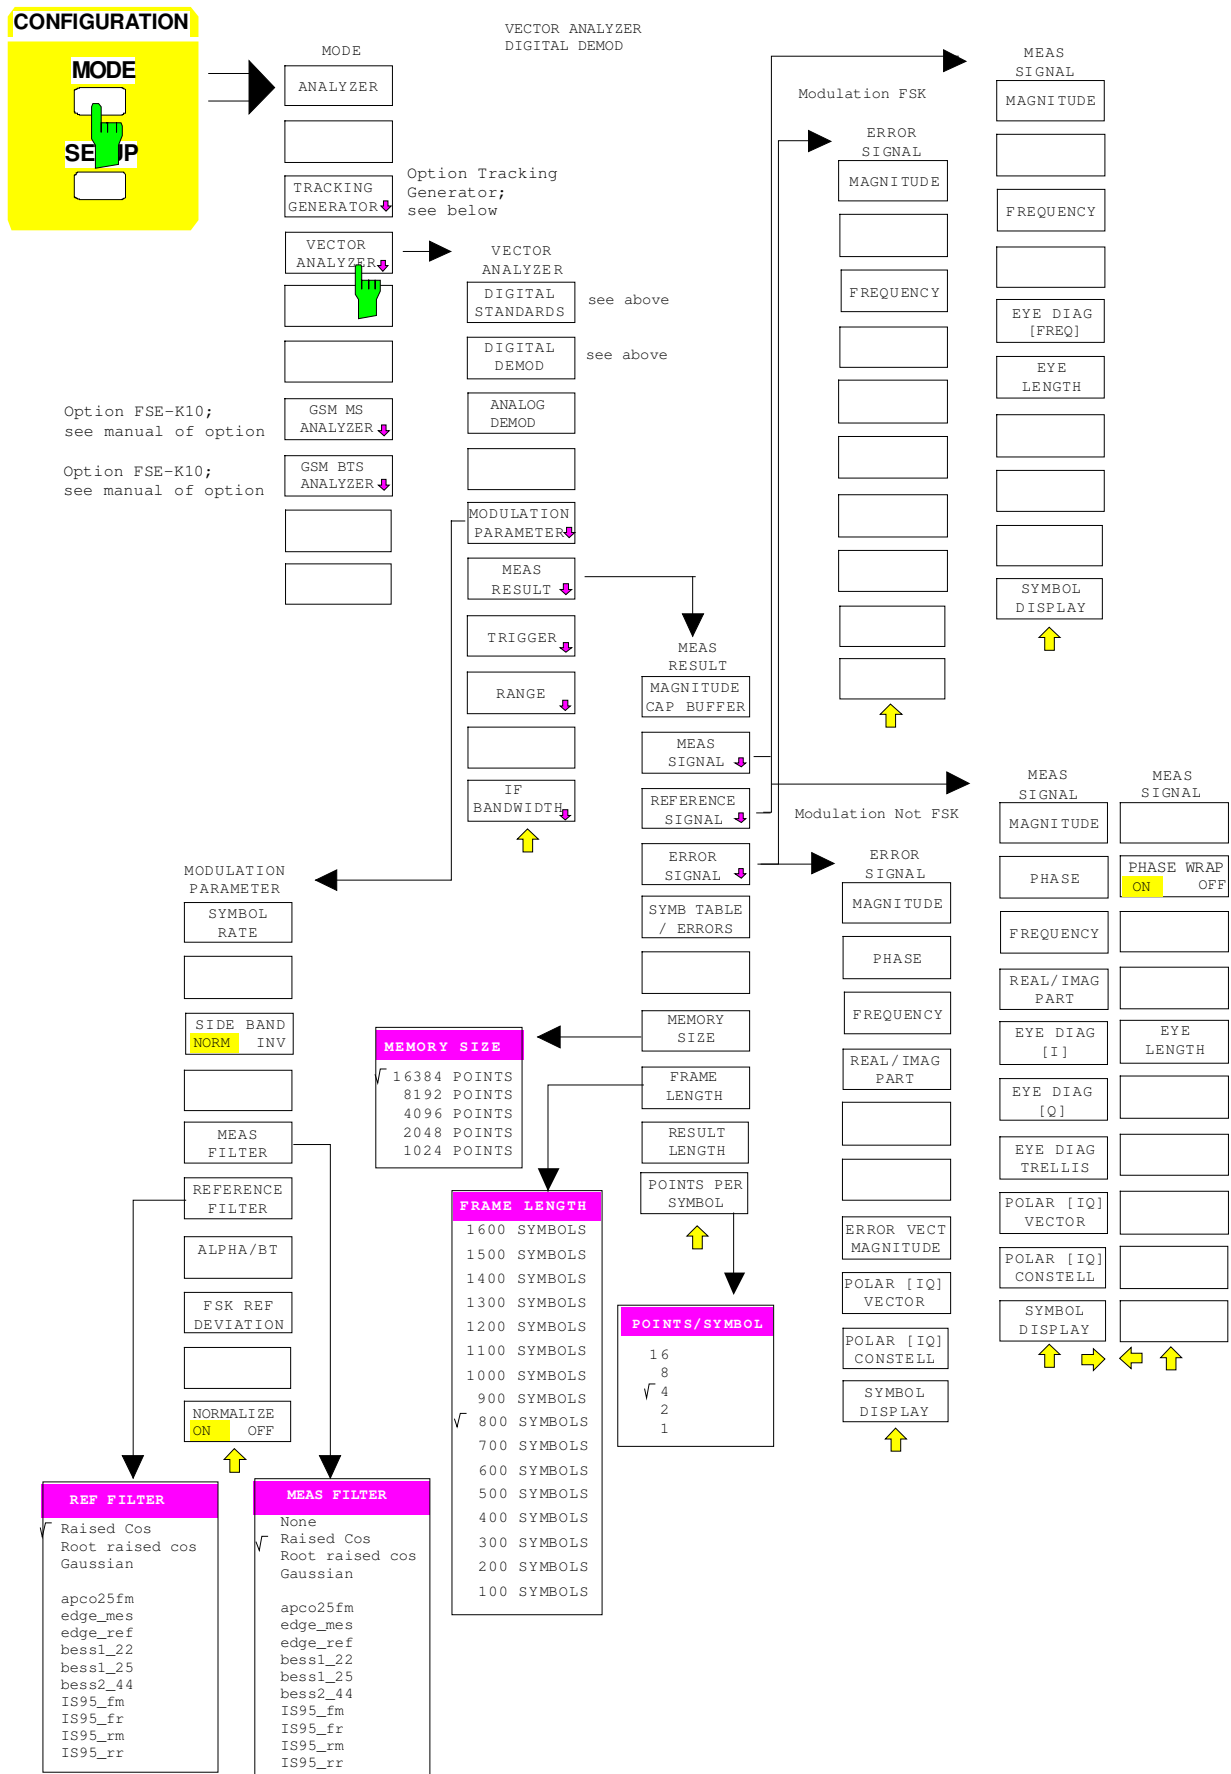 CONFIGURATION
MODE
SE UP
VECTOR ANALYZER
DIGITAL DEMOD
MODE
ANALYZER
TRACKING
GENERATOR
Option Tracking
Generator;
see below
VECTOR
ANALYZER
GSM MS
ANALYZER
Option FSE-K10;
see manual of option
GSM BTS
ANALYZER
Option FSE-K10;
see manual of option
VECTOR
ANALYZER
DIGITAL
STANDARDS
see above
DIGITAL
DEMOD
see above
ANALOG
DEMOD
MODULATION
PARAMETER
MEAS
RESULT
TRIGGER
RANGE
IF
BANDWIDTH
MEAS
RESULT
MAGNITUDE
CAP BUFFER
MEAS
SIGNAL
REFERENCE
SIGNAL
ERROR
SIGNAL
SYMB TABLE
/ ERRORS
MEMORY
SIZE
FRAME
LENGTH
RESULT
LENGTH
POINTS PER
SYMBOL
Modulation FSK
ERROR
SIGNAL
MAGNITUDE
FREQUENCY
MEAS
SIGNAL
MAGNITUDE
FREQUENCY
EYE DIAG
[FREQ]
EYE
LENGTH
SYMBOL
DISPLAY
Modulation Not FSK
ERROR
SIGNAL
MAGNITUDE
PHASE
FREQUENCY
REAL/IMAG
PART
ERROR VECT
MAGNITUDE
POLAR [IQ]
VECTOR
POLAR [IQ]
CONSTELL
SYMBOL
DISPLAY
MEAS
SIGNAL
MAGNITUDE
PHASE
FREQUENCY
REAL/IMAG
PART
EYE DIAG
[I]
EYE DIAG
[Q]
EYE DIAG
TRELLIS
POLAR [IQ]
VECTOR
POLAR [IQ]
CONSTELL
SYMBOL
DISPLAY
MEAS
SIGNAL
PHASE WRAP
ON OFF
EYE
LENGTH
MODULATION
PARAMETER
SYMBOL
RATE
SIDE BAND
NORM INV
MEAS
FILTER
REFERENCE
FILTER
ALPHA/BT
FSK REF
DEVIATION
NORMALIZE
ON OFF
MEMORY SIZE
√ 16384 POINTS
8192 POINTS
4096 POINTS
2048 POINTS
1024 POINTS
FRAME LENGTH
1600 SYMBOLS
1500 SYMBOLS
1400 SYMBOLS
1300 SYMBOLS
1200 SYMBOLS
1100 SYMBOLS
1000 SYMBOLS
900 SYMBOLS
√ 800 SYMBOLS
700 SYMBOLS
600 SYMBOLS
500 SYMBOLS
400 SYMBOLS
300 SYMBOLS
200 SYMBOLS
100 SYMBOLS
POINTS/SYMBOL
16
8
√ 4
2
1
REF FILTER
√ Raised Cos
Root raised cos
Gaussian
apco25fm
edge_mes
edge_ref
bess1_22
bess1_25
bess2_44
IS95_fm
IS95_fr
IS95_rm
IS95_rr
MEAS FILTER
None
√ Raised Cos
Root raised cos
Gaussian
apco25fm
edge_mes
edge_ref
bess1_22
bess1_25
bess2_44
IS95_fm
IS95_fr
IS95_rm
IS95_rr